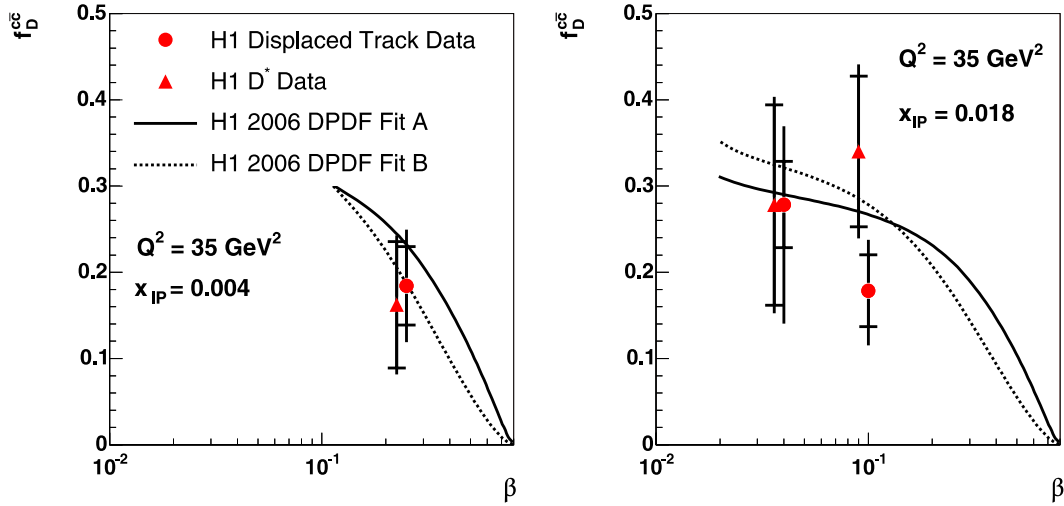 f_D^{cc̄}
0.5
0.4
0.3
0.2
0.1
0
H1 Displaced Track Data
H1 D* Data
H1 2006 DPDF Fit A
H1 2006 DPDF Fit B
Q² = 35 GeV²
x_IP = 0.004
10⁻²
10⁻¹
β
f_D^{cc̄}
0.5
0.4
0.3
0.2
0.1
0
Q² = 35 GeV²
x_IP = 0.018
10⁻²
10⁻¹
β